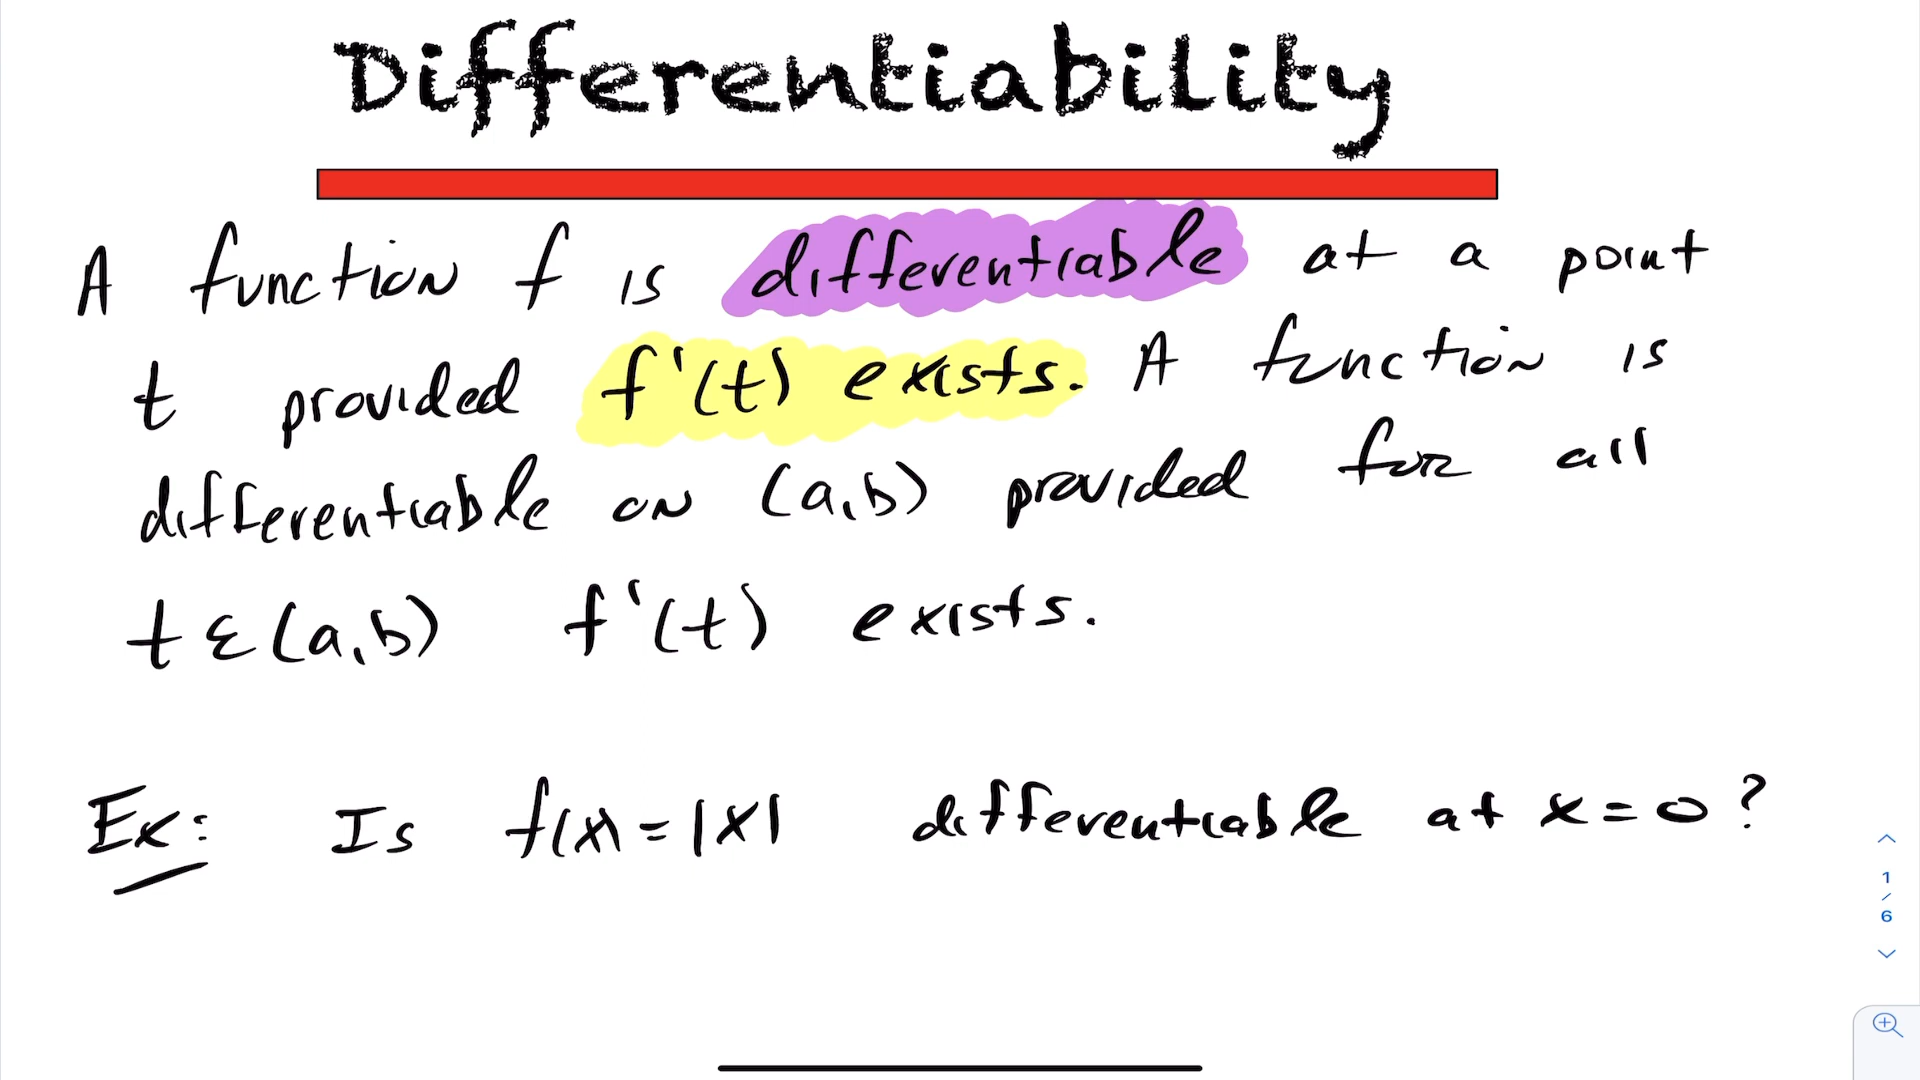 Differentiability
A function f is differentiable at a point
t provided f'(t) exists. A function is
differentiable on (a,b) provided for all
t ε (a,b) f'(t) exists.
Ex: Is f(x) = |x| differentiable at x = 0 ?
1
/
6